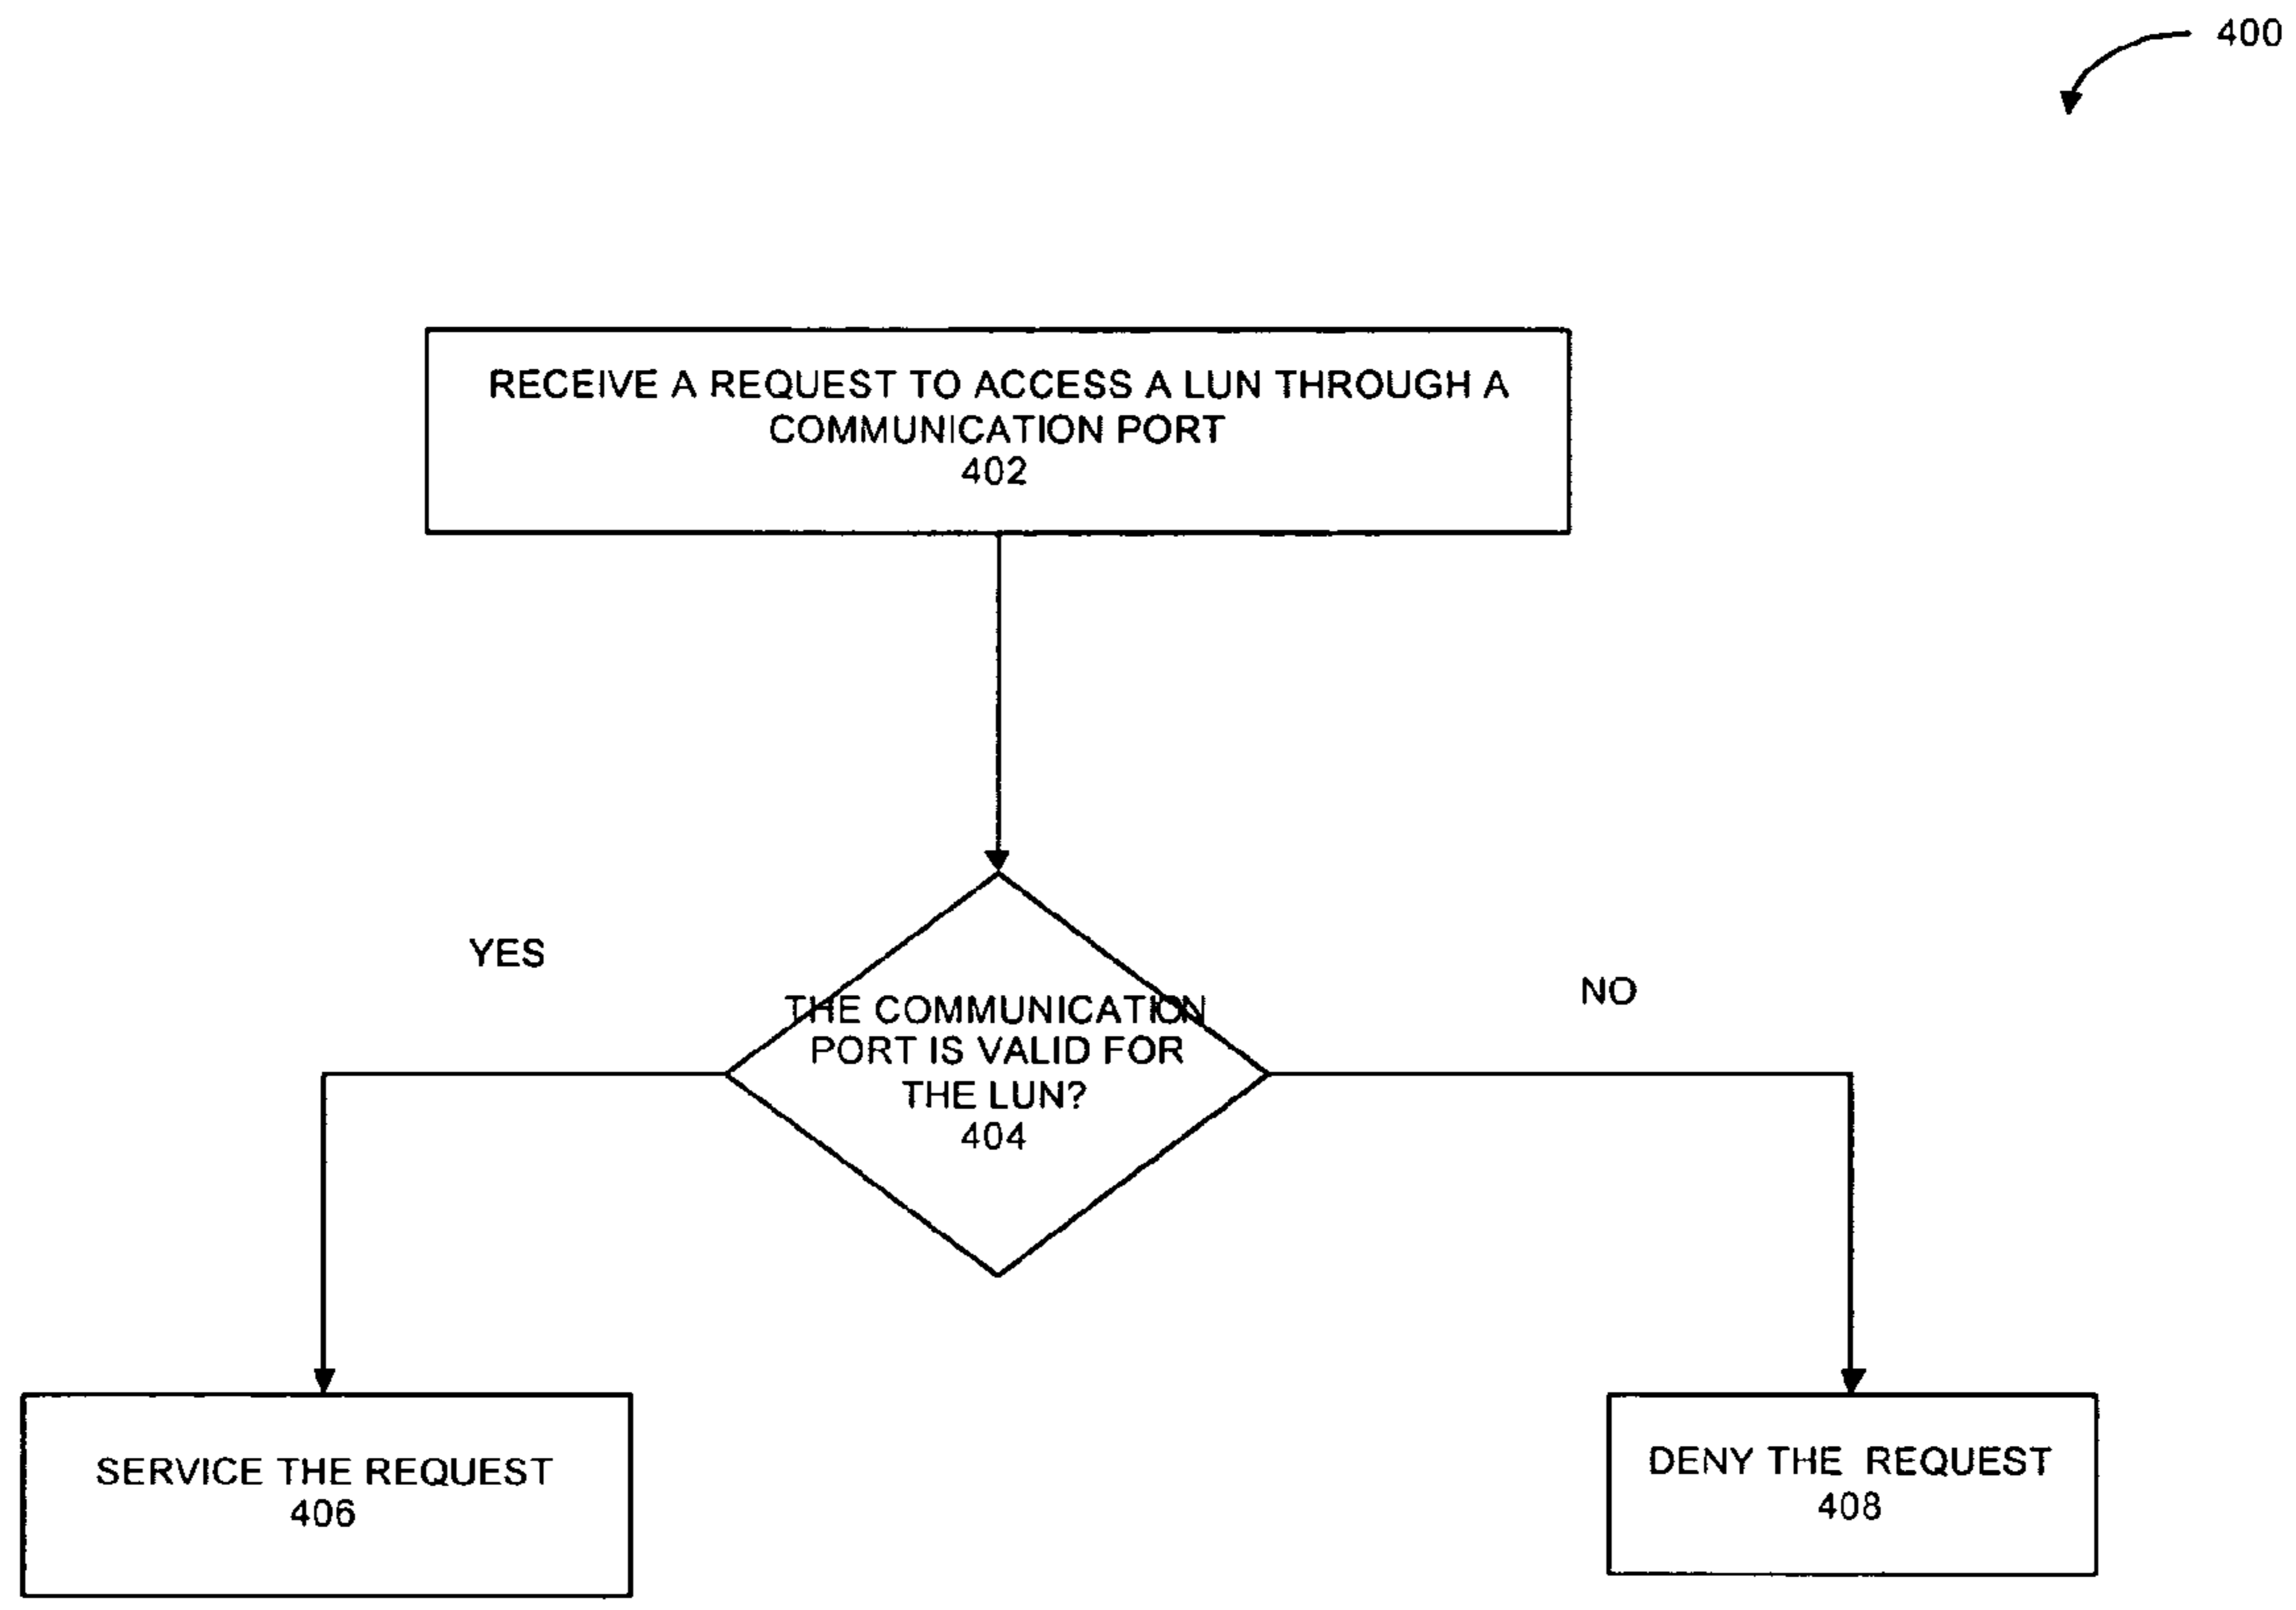 400
RECEIVE A REQUEST TO ACCESS A LUN THROUGH A
COMMUNICATION PORT
402
YES
NO
THE COMMUNICATION
PORT IS VALID FOR
THE LUN?
404
SERVICE THE REQUEST
406
DENY THE REQUEST
408